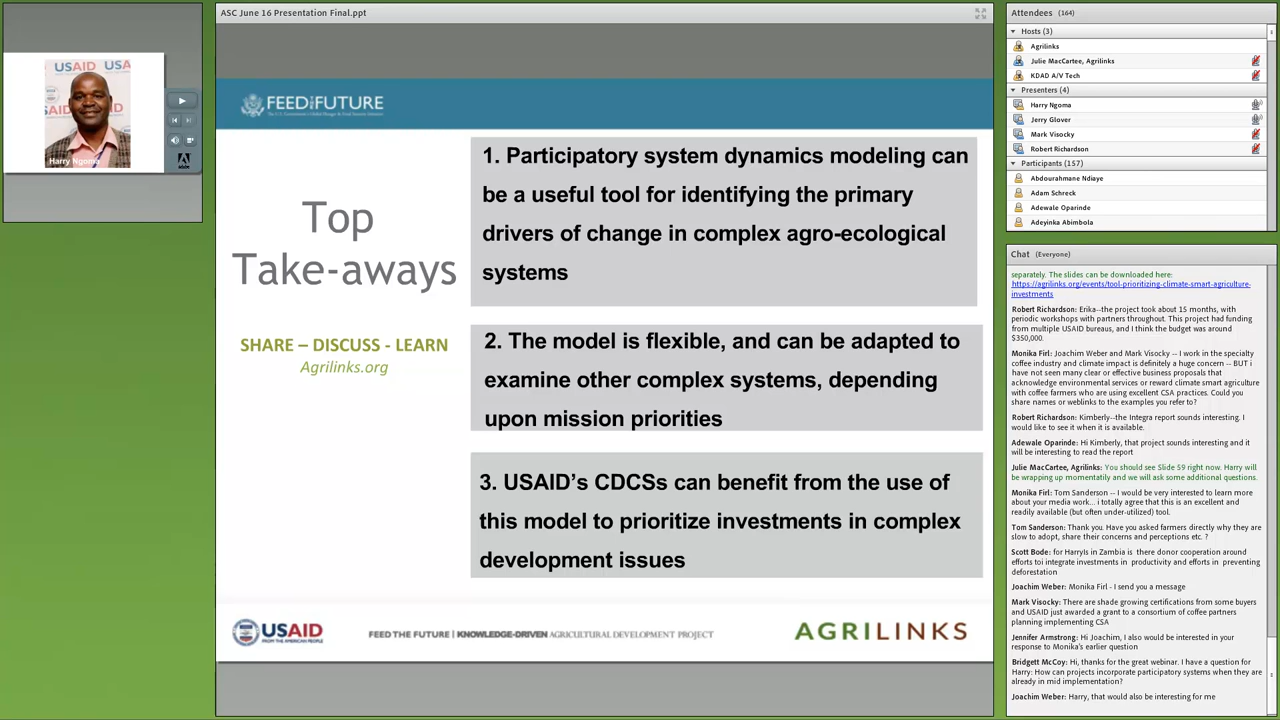 ASC June 16 Presentation Final.ppt
USAID
USA
Harry Ngoma
FEED THE FUTURE
The U.S. Government's Global Hunger & Food Security Initiative
Top
Take-aways
SHARE – DISCUSS - LEARN
Agrilinks.org
1. Participatory system dynamics modeling can
be a useful tool for identifying the primary
drivers of change in complex agro-ecological
systems
2. The model is flexible, and can be adapted to
examine other complex systems, depending
upon mission priorities
3. USAID's CDCSs can benefit from the use of
this model to prioritize investments in complex
development issues
USAID
FROM THE AMERICAN PEOPLE
FEED THE FUTURE | KNOWLEDGE-DRIVEN AGRICULTURAL DEVELOPMENT PROJECT
AGRILINKS
Attendees (164)
Hosts (3)
Agrilinks
Julie MacCartee, Agrilinks
KDAD A/V Tech
Presenters (4)
Harry Ngoma
Jerry Glover
Mark Visocky
Robert Richardson
Participants (157)
Abdourahmane Ndiaye
Adam Schreck
Adewale Oparinde
Adeyinka Abimbola
Chat (Everyone)
separately. The slides can be downloaded here:
https://agrilinks.org/events/tool-prioritizing-climate-smart-agriculture-
investments
Robert Richardson: Erika--the project took about 15 months, with
periodic workshops with partners throughout. This project had funding
from multiple USAID bureaus, and I think the budget was around
$350,000.
Monika Firl: Joachim Weber and Mark Visocky -- I work in the specialty
coffee industry and climate impact is definitely a huge concern -- BUT i
have not seen many clear or effective business proposals that
acknowledge environmental services or reward climate smart agriculture
with coffee farmers who are using excellent CSA practices. Could you
share names or weblinks to the examples you refer to?
Robert Richardson: Kimberly--the Integra report sounds interesting. I
would like to see it when it is available.
Adewale Oparinde: Hi Kimberly, that project sounds interesting and it
will be interesting to read the report
Julie MacCartee, Agrilinks: You should see Slide 59 right now. Harry will
be wrapping up momentatily and we will ask some additional questions.
Monika Firl: Tom Sanderson -- I would be very interested to learn more
about your media work... i totally agree that this is an excellent and
readily available (but often under-utilized) tool.
Tom Sanderson: Thank you. Have you asked farmers directly why they are
slow to adopt, share their concerns and perceptions etc. ?
Scott Bode: for HarryIs in Zambia is there donor cooperation around
efforts toi integrate investments in productivity and efforts in preventing
deforestation
Joachim Weber: Monika Firl - I send you a message
Mark Visocky: There are shade growing certifications from some buyers
and USAID just awarded a grant to a consortium of coffee partners
planning implementing CSA
Jennifer Armstrong: Hi Joachim, I also would be interested in your
response to Monika's earlier question
Bridgett McCoy: Hi, thanks for the great webinar. I have a question for
Harry: How can projects incorporate participatory systems when they are
already in mid implementation?
Joachim Weber: Harry, that would also be interesting for me